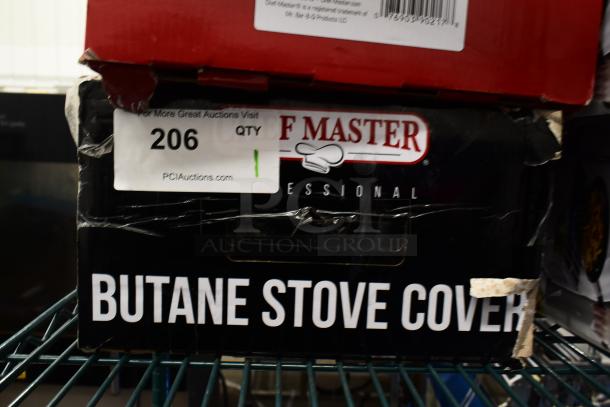 Chef-Master® is a registered trademark of
Mr. Bar-B-Q Products LLC
For More Great Auctions Visit
206
QTY
1
PCIAuctions.com
F MASTER
ESSIONAL
PCI
AUCTION GROUP
BUTANE STOVE COVER